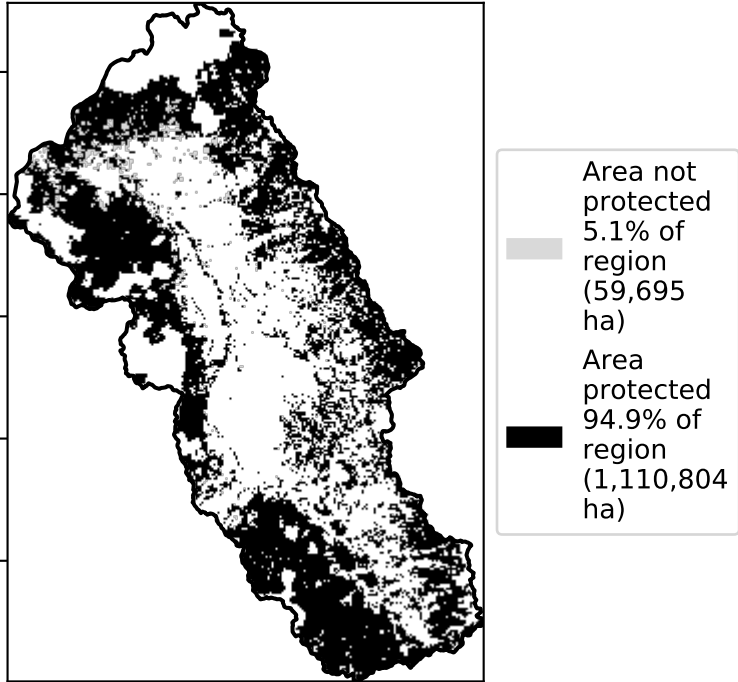 Area not
protected
5.1% of
region
(59,695
ha)
Area
protected
94.9% of
region
(1,110,804
ha)